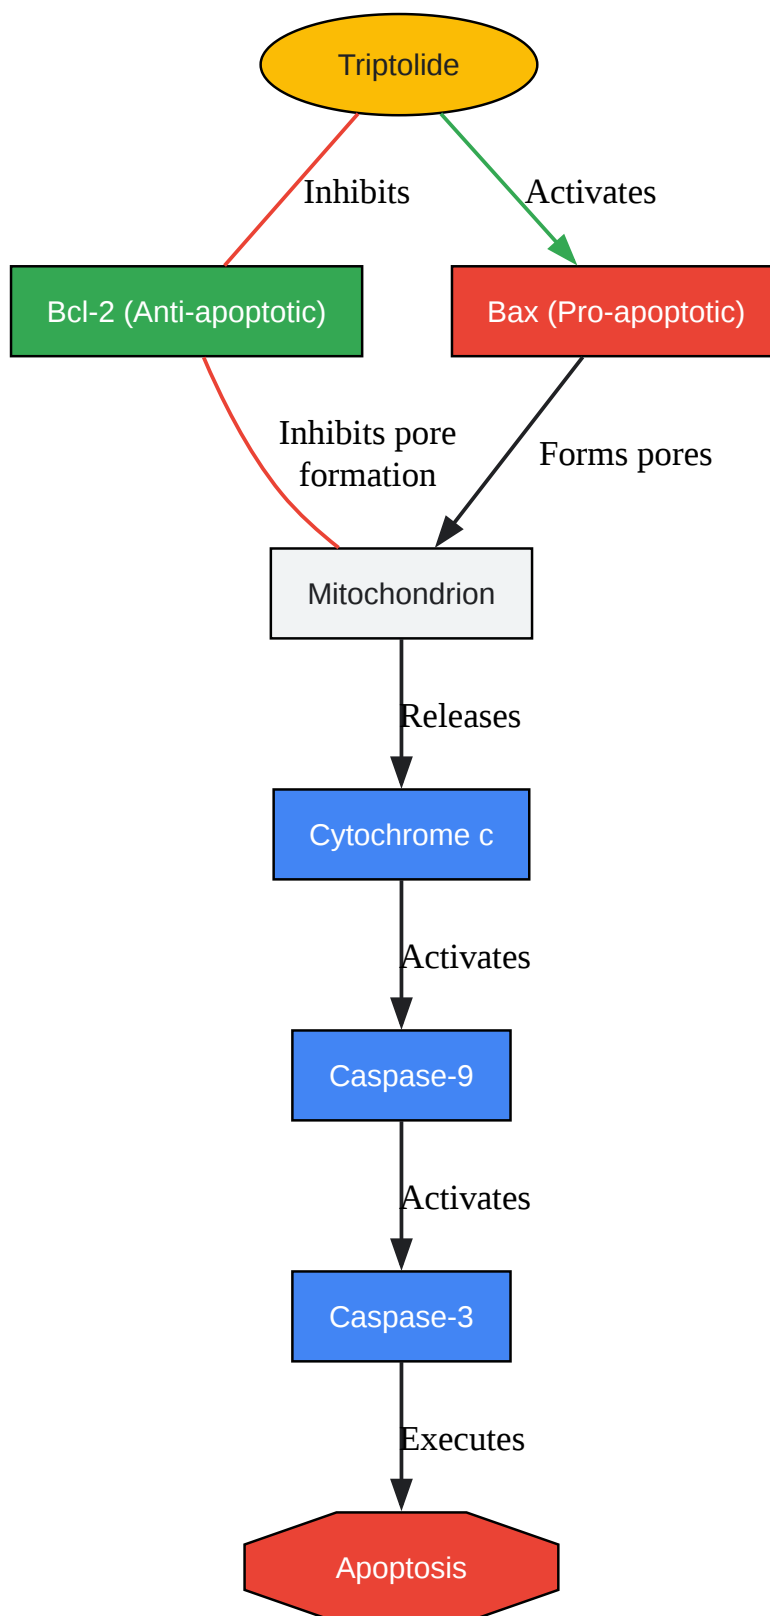 Triptolide
Inhibits
Activates
Bcl-2 (Anti-apoptotic)
Bax (Pro-apoptotic)
Inhibits pore
formation
Forms pores
Mitochondrion
Releases
Cytochrome c
Activates
Caspase-9
Activates
Caspase-3
Executes
Apoptosis